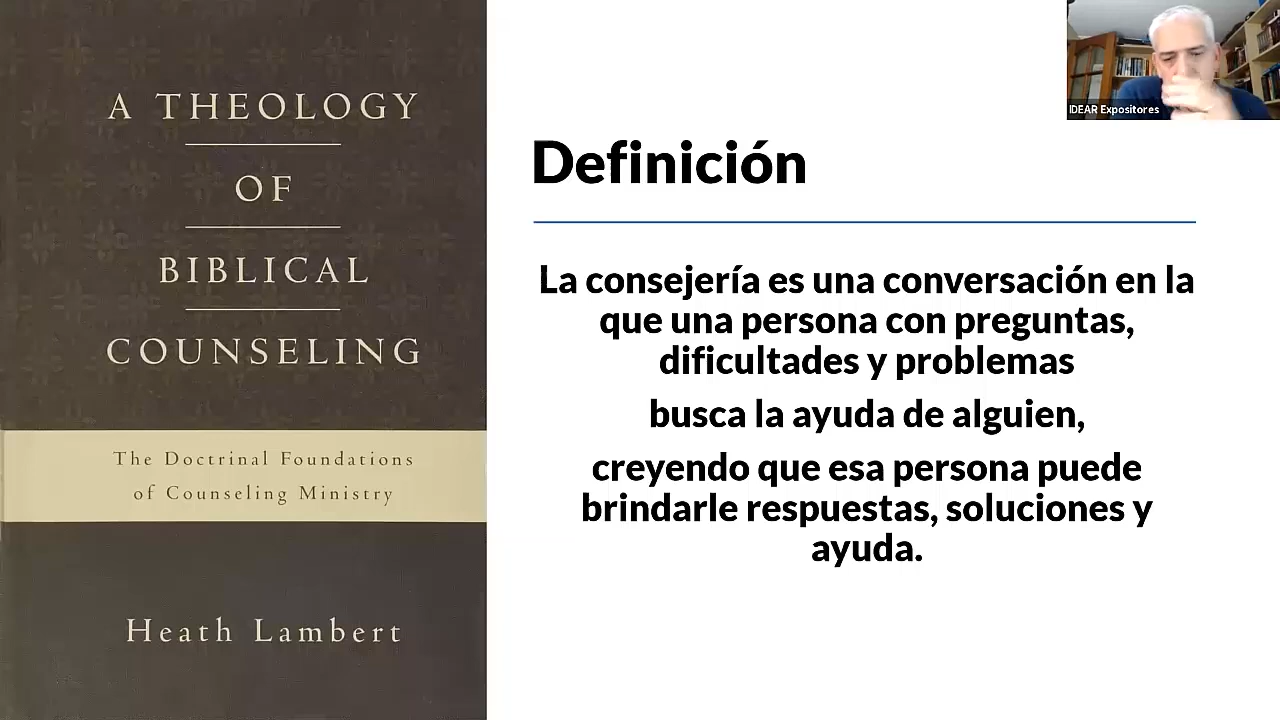 A THEOLOGY
OF
BIBLICAL
COUNSELING
The Doctrinal Foundations
of Counseling Ministry
Heath Lambert
Definición
La consejería es una conversación en la
que una persona con preguntas,
dificultades y problemas
busca la ayuda de alguien,
creyendo que esa persona puede
brindarle respuestas, soluciones y
ayuda.
IDEAR Expositores